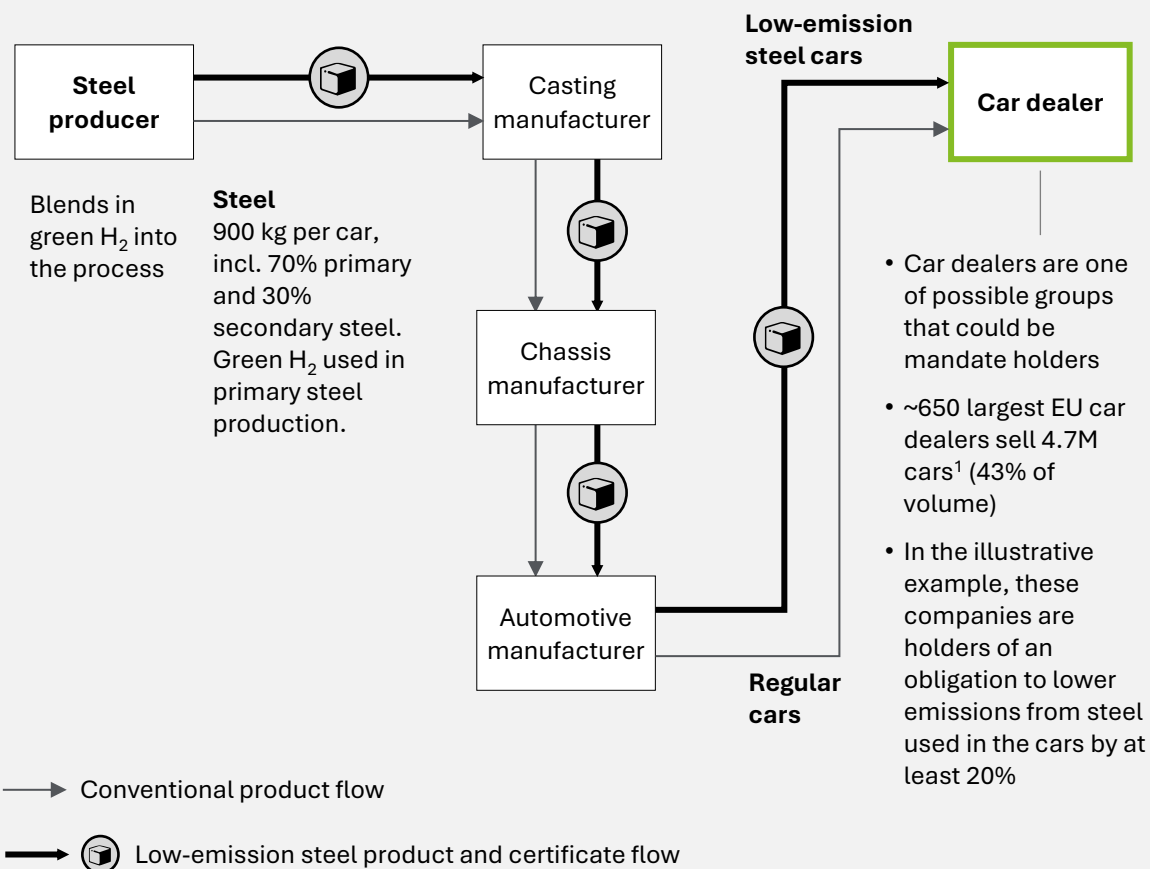 Low-emission
steel cars
Steel
producer
Casting
manufacturer
Car dealer
Blends in
green H₂ into
the process
Steel
900 kg per car,
incl. 70% primary
and 30%
secondary steel.
Green H₂ used in
primary steel
production.
Chassis
manufacturer
Automotive
manufacturer
Regular
cars
• Car dealers are one
of possible groups
that could be
mandate holders
• ~650 largest EU car
dealers sell 4.7M
cars¹ (43% of
volume)
• In the illustrative
example, these
companies are
holders of an
obligation to lower
emissions from steel
used in the cars by at
least 20%
Conventional product flow
Low-emission steel product and certificate flow